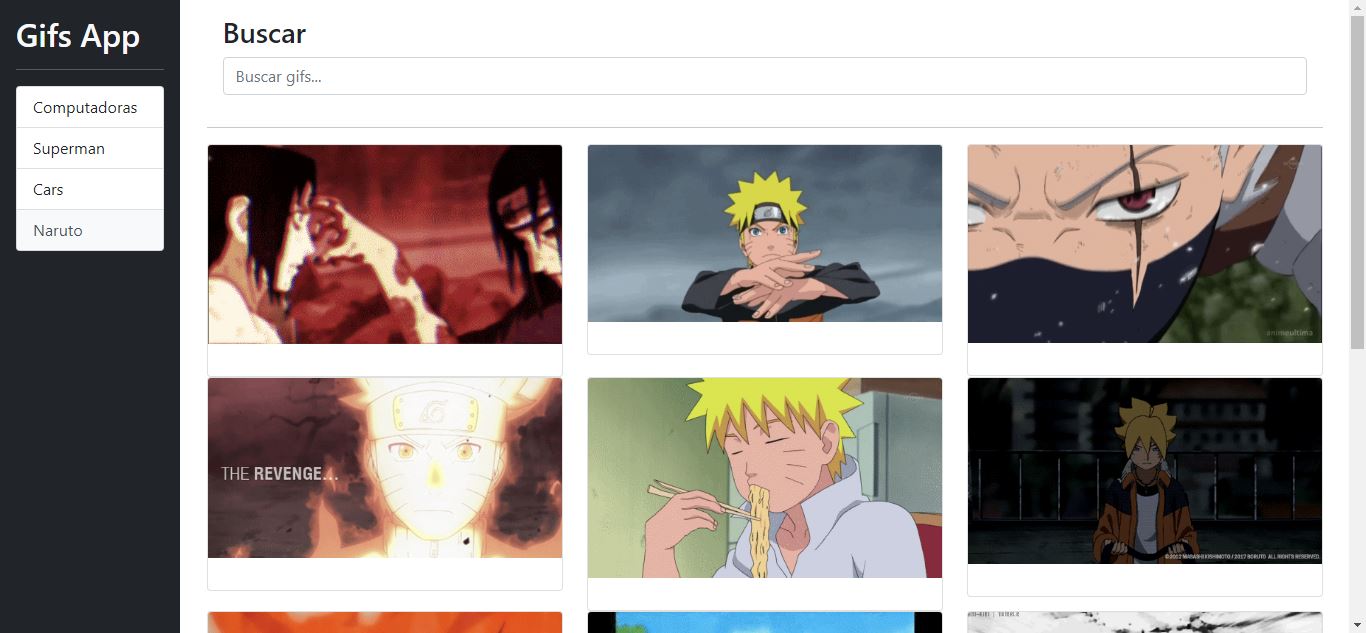 Gifs App
Computadoras
Superman
Cars
Naruto
Buscar
Buscar gifs...
animeultima
THE REVENGE...
©2002 MASASHI KISHIMOTO / 2017 BORUTO ALL RIGHTS RESERVED.